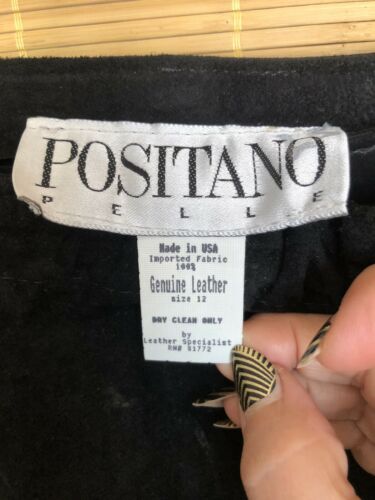 POSITANO
PELLE
Made in USA
Imported Fabric
100%
Genuine Leather
size 12
DRY CLEAN ONLY
by
Leather Specialist
RN# 81772